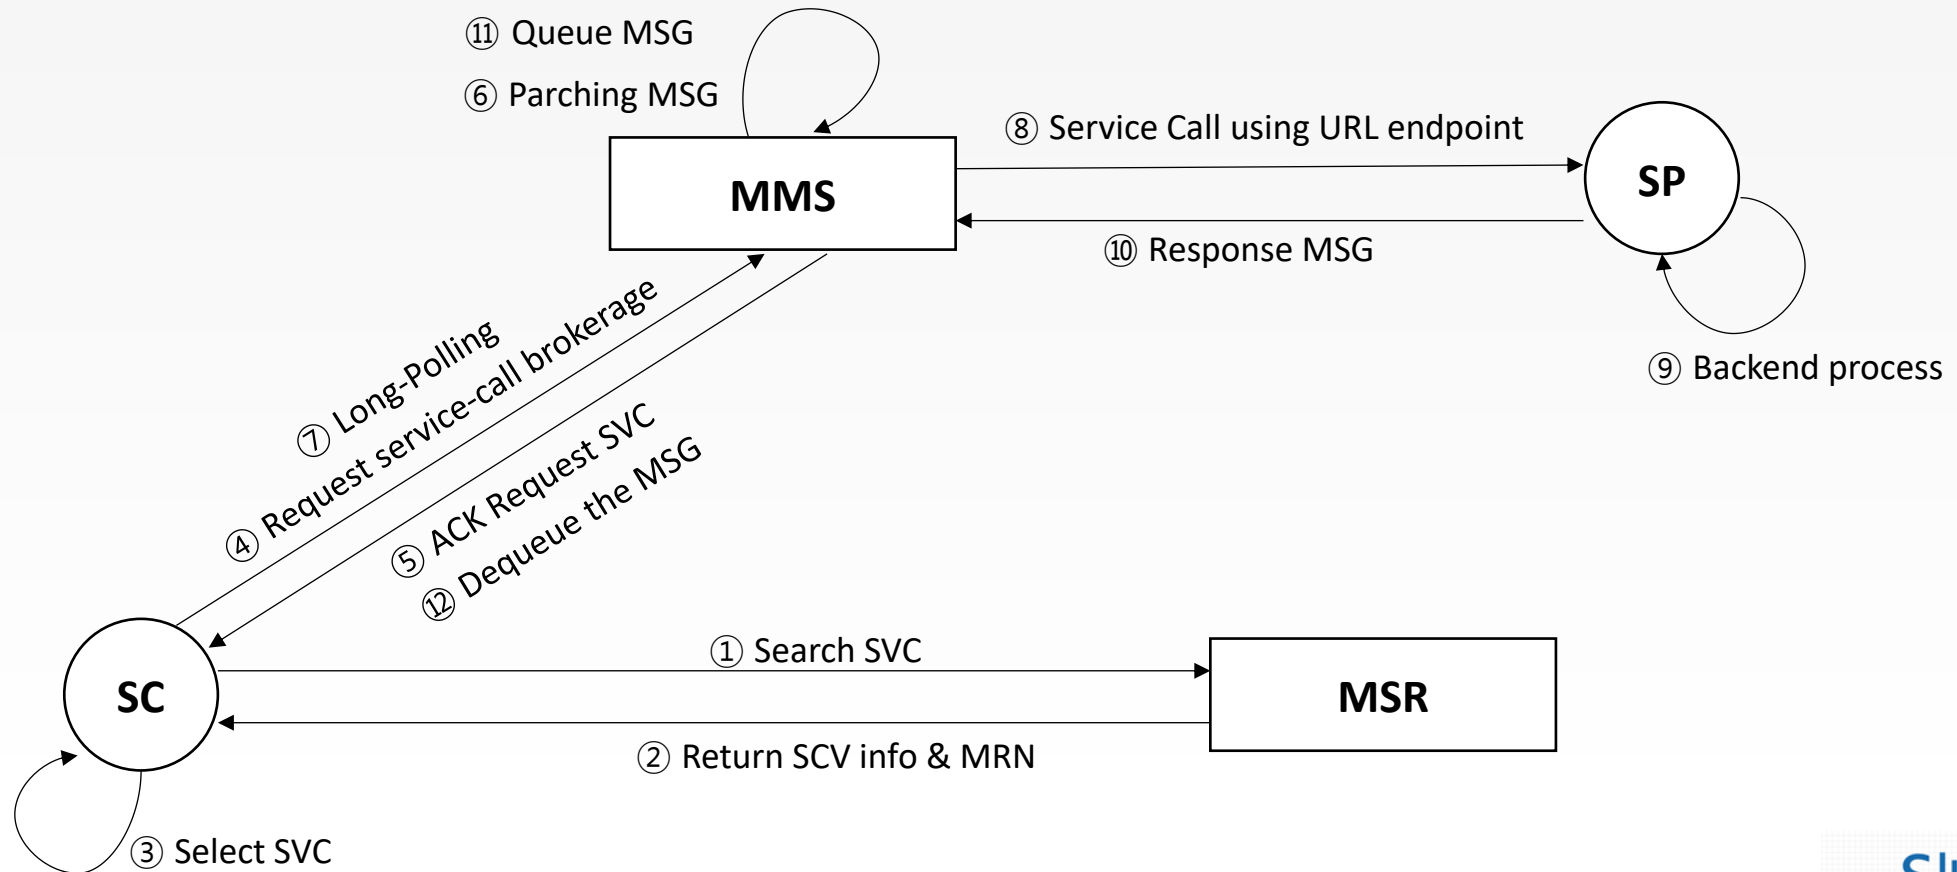 ⑪ Queue MSG
⑥ Parching MSG
⑧ Service Call using URL endpoint
MMS
SP
⑩ Response MSG
⑨ Backend process
⑦ Long-Polling
④ Request service-call brokerage
⑤ ACK Request SVC
⑫ Dequeue the MSG
① Search SVC
SC
MSR
② Return SCV info & MRN
③ Select SVC